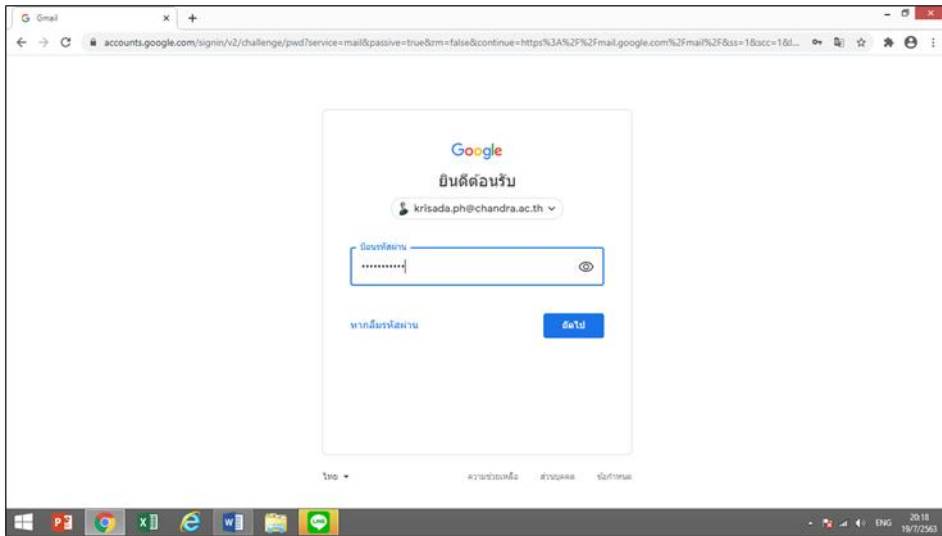 Gmail
accounts.google.com/signin/v2/challenge/pwd?service=mail&passive=true&rm=false&continue=https%3A%2F%2Fmail.google.com%2Fmail%2F&ss=1&scc=1&l...
Google
ยินดีต้อนรับ
krisada.ph@chandra.ac.th
ป้อนรหัสผ่าน
•••••••••••
หากลืมรหัสผ่าน
ถัดไป
ไทย
ความช่วยเหลือ ส่วนบุคคล ข้อกำหนด
ENG
20:18
19/7/2563